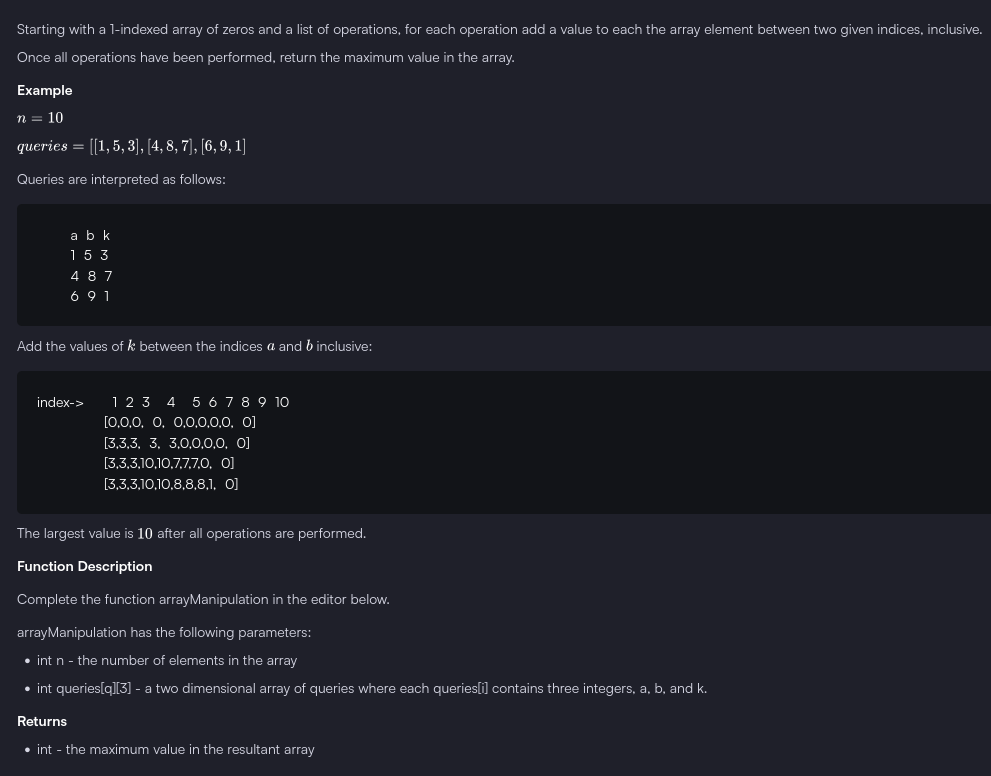 Starting with a 1-indexed array of zeros and a list of operations, for each operation add a value to each the array element between two given indices, inclusive.
Once all operations have been performed, return the maximum value in the array.
Example
n = 10
queries = [[1, 5, 3], [4, 8, 7], [6, 9, 1]
Queries are interpreted as follows:
a b k
1 5 3
4 8 7
6 9 1
Add the values of k between the indices a and b inclusive:
index-> 1 2 3 4 5 6 7 8 9 10
[0,0,0, 0, 0,0,0,0,0, 0]
[3,3,3, 3, 3,0,0,0,0, 0]
[3,3,3,10,10,7,7,7,0, 0]
[3,3,3,10,10,8,8,8,1, 0]
The largest value is 10 after all operations are performed.
Function Description
Complete the function arrayManipulation in the editor below.
arrayManipulation has the following parameters:
• int n - the number of elements in the array
• int queries[q][3] - a two dimensional array of queries where each queries[i] contains three integers, a, b, and k.
Returns
• int - the maximum value in the resultant array